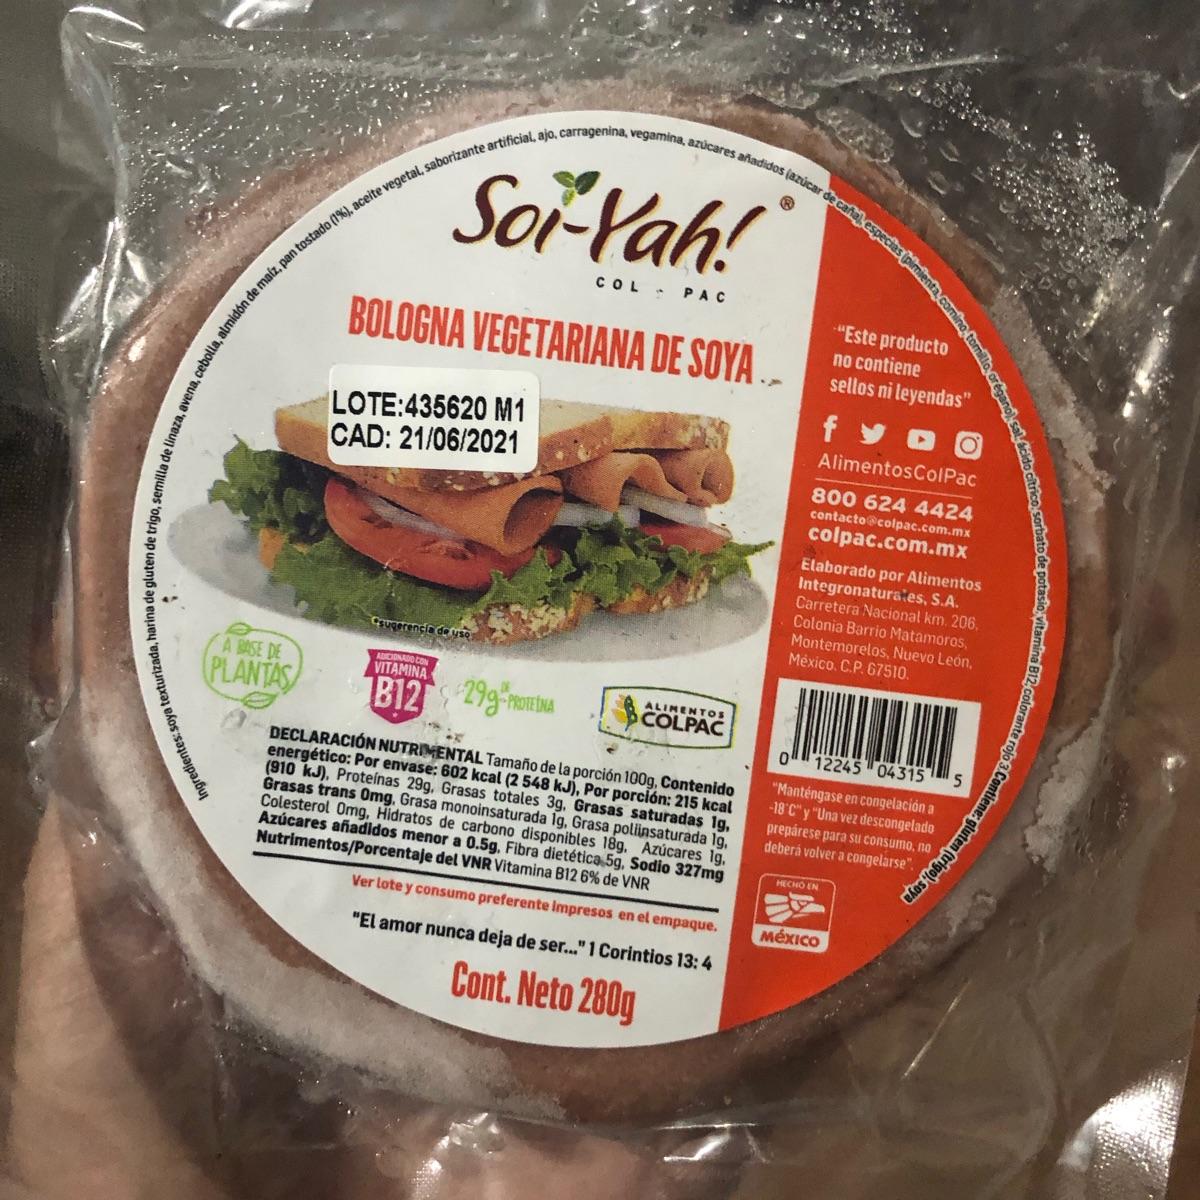 Ingredientes: soya texturizada, harina de gluten de trigo, semilla de linaza, avena, cebolla, almidón de maíz, pan tostado (1%), aceite vegetal, saborizante artificial, ajo, carragenina, vegamina, azúcares añadidos (azúcar de caña), especias (pimienta, comino, tomillo, orégano), sal, ácido cítrico, sorbato de potasio, vitamina B12, colorante rojo 3. Contiene: gluten (trigo), soya
Soi-Yah! ®
COL - PAC
BOLOGNA VEGETARIANA DE SOYA
LOTE:435620 M1
CAD: 21/06/2021
*sugerencia de uso
A BASE DE
PLANTAS
ADICIONADO CON
VITAMINA
B12
29g DE PROTEÍNA
ALIMENTOS
COLPAC
DECLARACIÓN NUTRIMENTAL Tamaño de la porción 100g, Contenido
energético: Por envase: 602 kcal (2 548 kJ), Por porción: 215 kcal
(910 kJ), Proteínas 29g, Grasas totales 3g, Grasas saturadas 1g,
Grasas trans 0mg, Grasa monoinsaturada 1g, Grasa poliinsaturada 1g,
Colesterol 0mg, Hidratos de carbono disponibles 18g, Azúcares 1g,
Azúcares añadidos menor a 0.5g, Fibra dietética 5g, Sodio 327mg
Nutrimentos/Porcentaje del VNR Vitamina B12 6% de VNR
Ver lote y consumo preferente impresos en el empaque.
"El amor nunca deja de ser..." 1 Corintios 13: 4
Cont. Neto 280g
"Este producto
no contiene
sellos ni leyendas"
AlimentosColPac
800 624 4424
contacto@colpac.com.mx
colpac.com.mx
Elaborado por Alimentos
Integronaturales, S.A.
Carretera Nacional km. 206,
Colonia Barrio Matamoros,
Montemorelos, Nuevo León,
México. C.P. 67510.
0 12245 04315 5
"Manténgase en congelación a
-18°C" y "Una vez descongelado
prepárese para su consumo, no
deberá volver a congelarse".
HECHO EN
MÉXICO